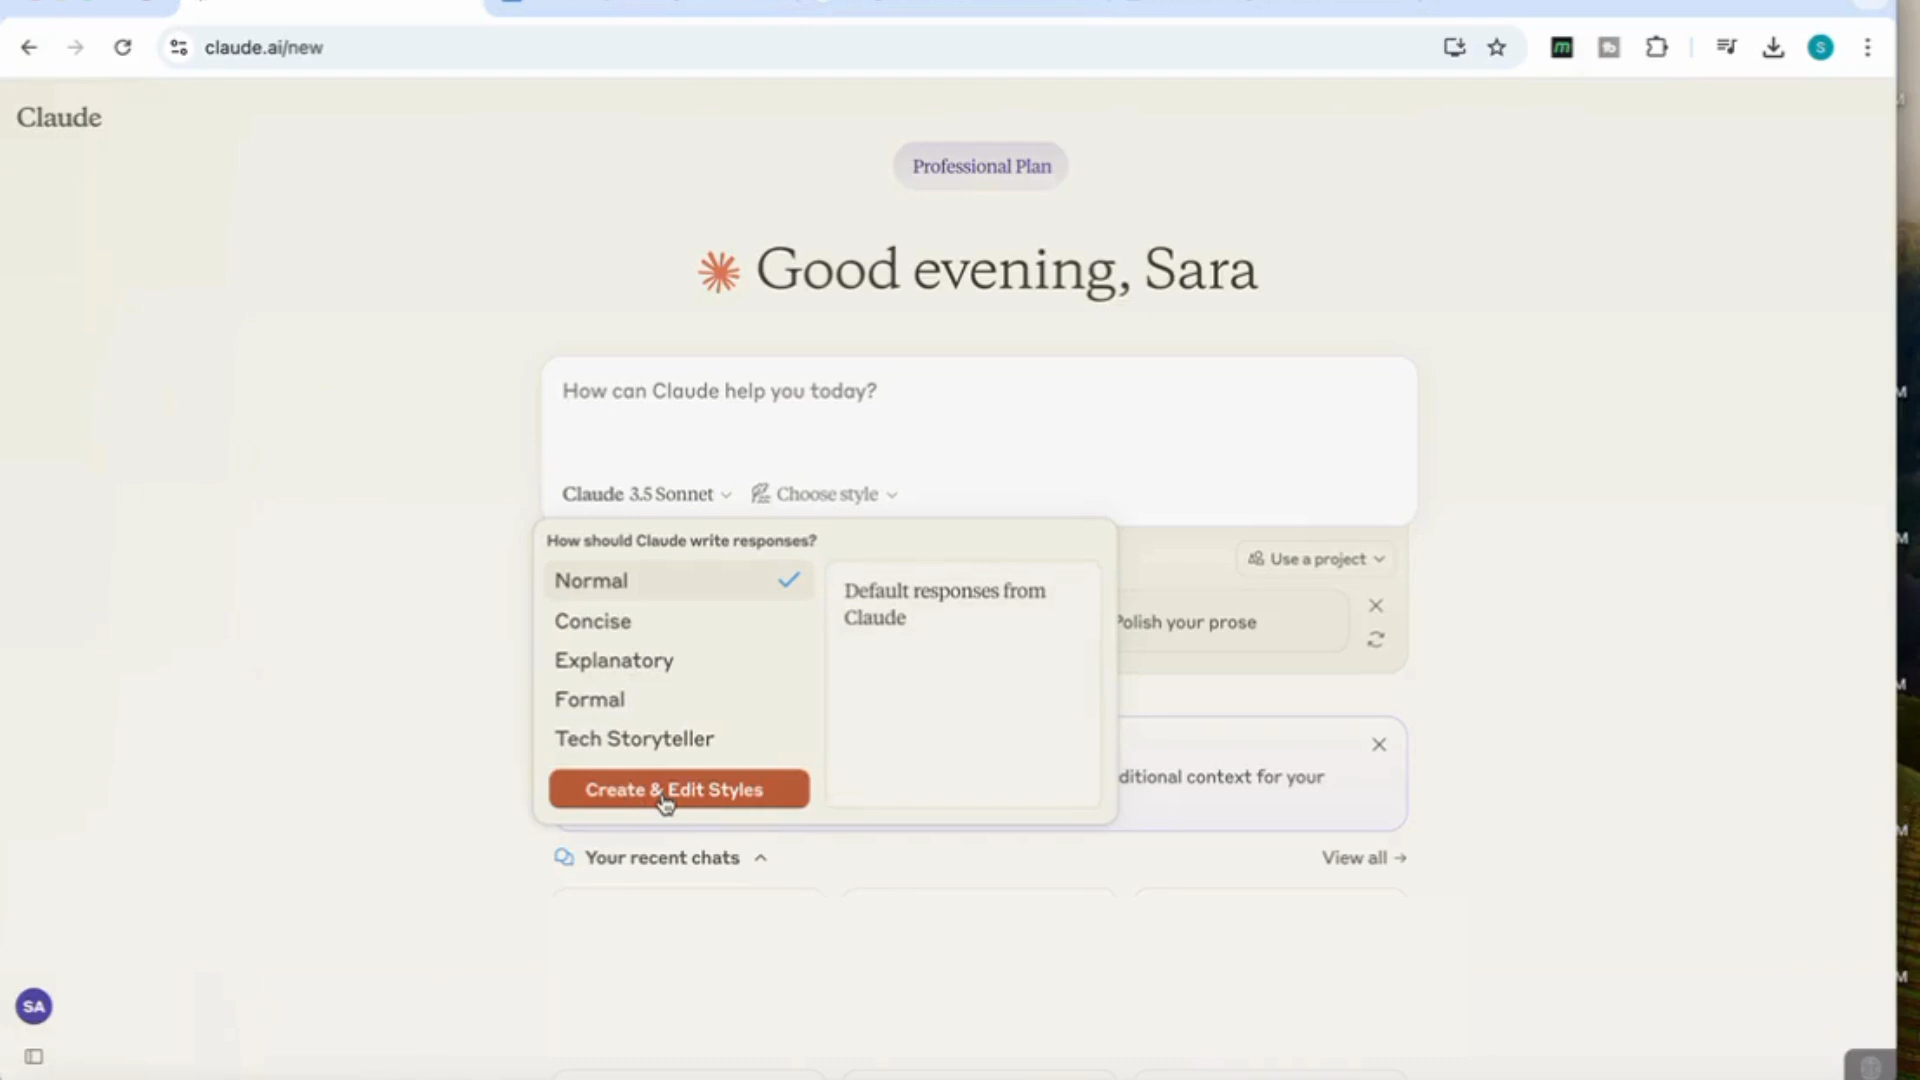 claude.ai/new
S
Claude
Professional Plan
Good evening, Sara
How can Claude help you today?
Claude 3.5 Sonnet
Choose style
How should Claude write responses?
Normal
Concise
Explanatory
Formal
Tech Storyteller
Create & Edit Styles
Default responses from
Claude
Use a project
Polish your prose
ditional context for your
Your recent chats
View all →
SA